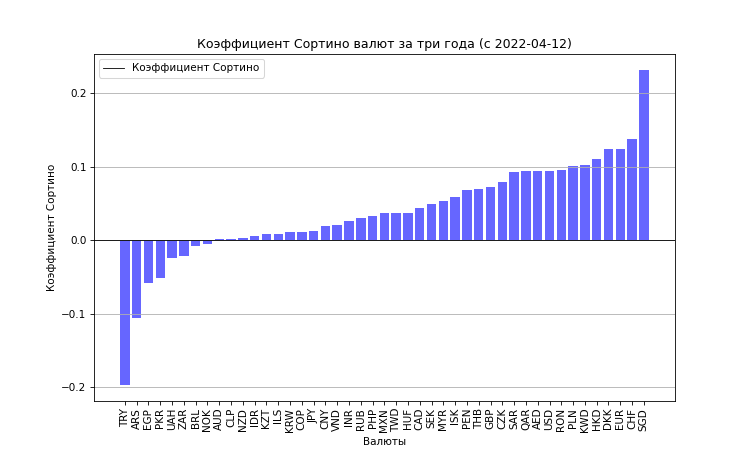 Коэффициент Сортино валют за три года (с 2022-04-12)
Коэффициент Сортино
Коэффициент Сортино
0.2
0.1
0.0
−0.1
−0.2
TRY
ARS
EGP
PKR
UAH
ZAR
BRL
NOK
AUD
CLP
NZD
IDR
KZT
ILS
KRW
COP
JPY
CNY
VND
INR
RUB
PHP
MXN
TWD
HUF
CAD
SEK
MYR
ISK
PEN
THB
GBP
CZK
SAR
QAR
AED
USD
RON
PLN
KWD
HKD
DKK
EUR
CHF
SGD
Валюты